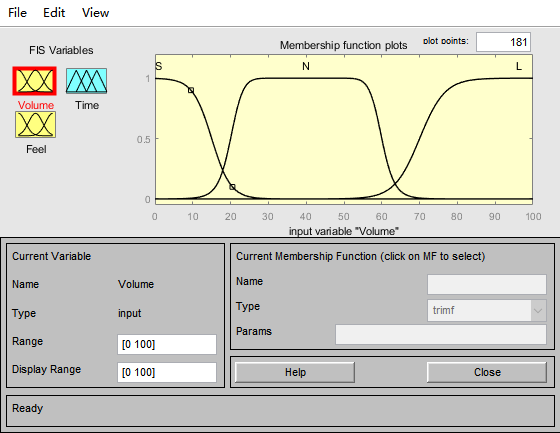 File Edit View
FIS Variables
Volume
Time
Feel
Membership function plots
plot points:
181
S
N
L
1
0.5
0
0 10 20 30 40 50 60 70 80 90 100
input variable "Volume"
Current Variable
Name Volume
Type input
Range [0 100]
Display Range [0 100]
Current Membership Function (click on MF to select)
Name
Type trimf
Params
Help
Close
Ready